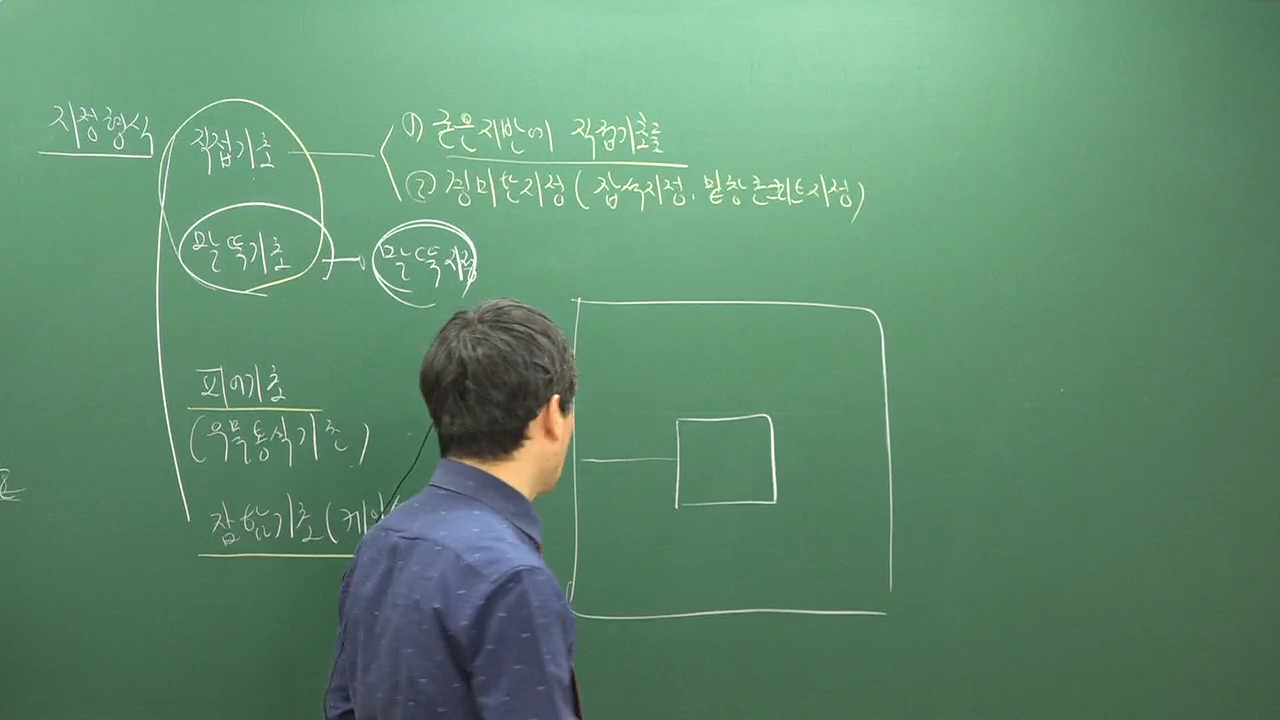 지정형식
직접기초
① 굳은지반에 직접기초를
② 경미한지정(잡석지정, 밑창콘크리트지정)
말뚝기초
말뚝지정
피어기초
(우물통식기초)
잠함기초(케이